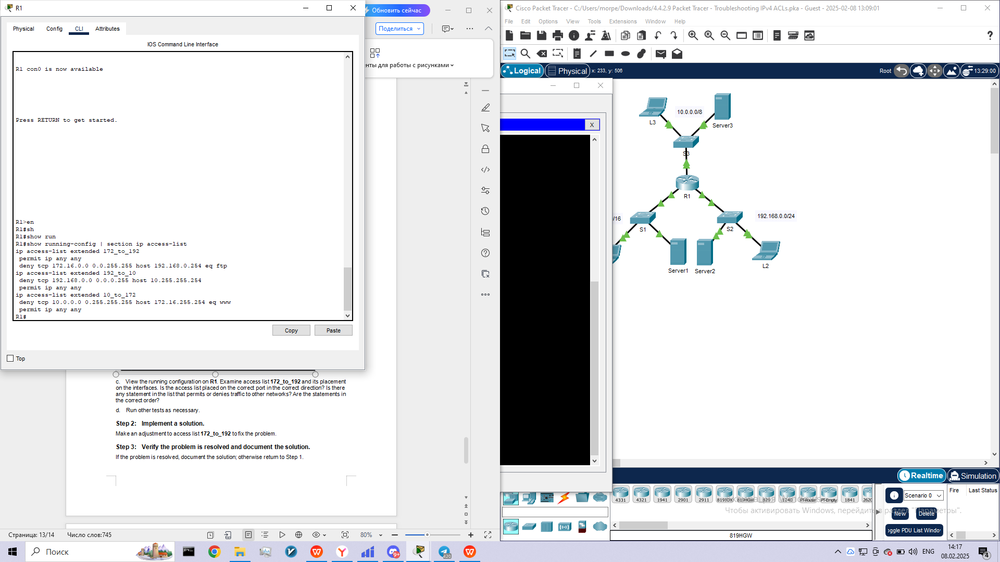 R1
Physical
Config
CLI
Attributes
IOS Command Line Interface
R1 con0 is now available
Press RETURN to get started.
R1>en
R1#sh
R1#show run
R1#show running-config | section ip access-list
ip access-list extended 172_to_192
permit ip any any
deny tcp 172.16.0.0 0.0.255.255 host 192.168.0.254 eq ftp
ip access-list extended 192_to_10
deny tcp 192.168.0.0 0.0.0.255 host 10.255.255.254
permit ip any any
ip access-list extended 10_to_172
deny tcp 10.0.0.0 0.255.255.255 host 172.16.255.254 eq www
permit ip any any
R1#
Copy
Paste
Top
Обновить сейчас
Поделиться
нты для работы с рисунками
c. View the running configuration on R1. Examine access list 172_to_192 and its placement
on the interfaces. Is the access list placed on the correct port in the correct direction? Is there
any statement in the list that permits or denies traffic to other networks? Are the statements in
the correct order?
d. Run other tests as necessary.
Step 2: Implement a solution.
Make an adjustment to access list 172_to_192 to fix the problem.
Step 3: Verify the problem is resolved and document the solution.
If the problem is resolved, document the solution; otherwise return to Step 1.
Страница: 13/14
Число слов:745
80%
Cisco Packet Tracer - C:/Users/morpe/Downloads/4.4.2.9 Packet Tracer - Troubleshooting IPv4 ACLs.pka - Guest - 2025-02-08 13:09:01
File Edit Options View Tools Extensions Window Help
Logical
Physical
x: 233, y: 506
Root
13:29:00
X
L3
10.0.0.0/8
Server3
S3
R1
/16
192.168.0.0/24
S1
S2
Server1
Server2
L2
Realtime
Simulation
4331
4321
1941
2901
2911
819IOX
819HGW
829
1240
PT-Router
PT-Empty
1841
2620
Чтобы активировать Windows, перейдите в раздел "Параметры".
819HGW
Scenario 0
New
Delete
oggle PDU List Windo
Fire
Last Status
Поиск
9+
420
ENG
14:17
08.02.2025
4